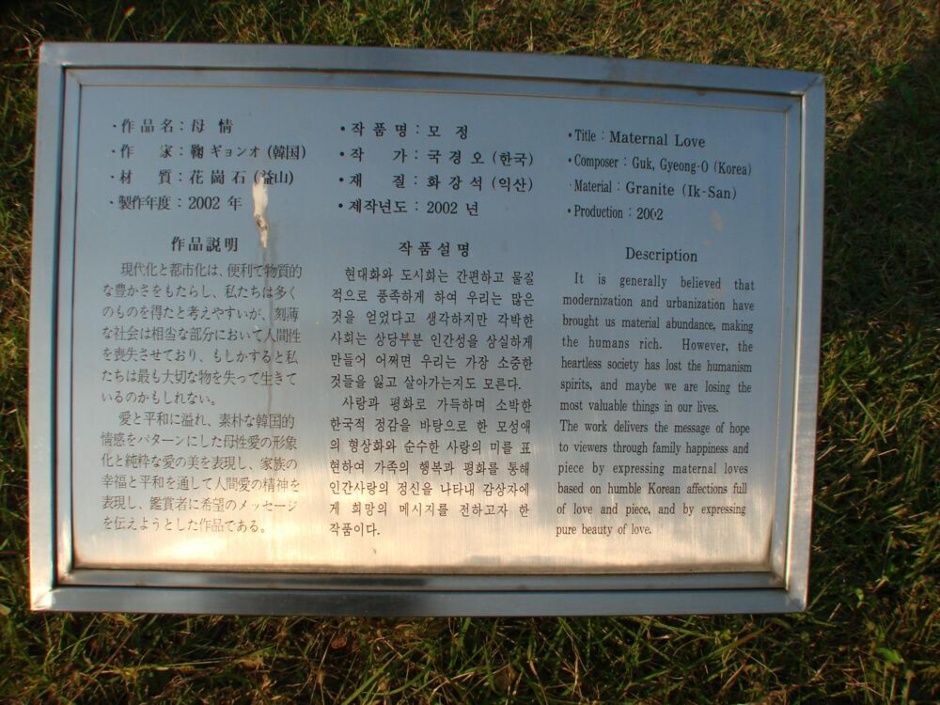 ・作品名：母 情
・作 家：鞠ギョンオ (韓国)
・材 質：花崗石 (益山)
・製作年度：2002 年
作品説明
現代化と都市化は、便利で物質的
な豊かさをもたらし、私たちは多く
のものを得たと考えやすいが、刻薄
な社会は相当な部分において人間性
を喪失させており、もしかすると私
たちは最も大切な物を失って生きて
いるのかもしれない。
愛と平和に溢れ、素朴な韓国的
情感をパターンにした母性愛の形象
化と純粋な愛の美を表現し、家族の
幸福と平和を通して人間愛の精神を
表現し、鑑賞者に希望のメッセージ
を伝えようとした作品である。
・작품명：모 정
・작 가：국경오 (한국)
・재 질：화강석 (익산)
・제작년도：2002 년
작품설명
현대화와 도시화는 간편하고 물질
적으로 풍족하게 하여 우리는 많은
것을 얻었다고 생각하지만 각박한
사회는 상당부분 인간성을 상실하게
만들어 어쩌면 우리는 가장 소중한
것들을 잃고 살아가는지도 모른다.
사랑과 평화로 가득하며 소박한
한국적 정감을 바탕으로 한 모성애
의 형상화와 순수한 사랑의 미를 표
현하여 가족의 행복과 평화를 통해
인간사랑의 정신을 나타내 감상자에
게 희망의 메시지를 전하고자 한
작품이다.
・Title : Maternal Love
・Composer : Guk, Gyeong-O (Korea)
・Material : Granite (Ik-San)
・Production : 2002
Description
It is generally believed that
modernization and urbanization have
brought us material abundance, making
the humans rich. However, the
heartless society has lost the humanism
spirits, and maybe we are losing the
most valuable things in our lives.
The work delivers the message of hope
to viewers through family happiness and
piece by expressing maternal loves
based on humble Korean affections full
of love and piece, and by expressing
pure beauty of love.